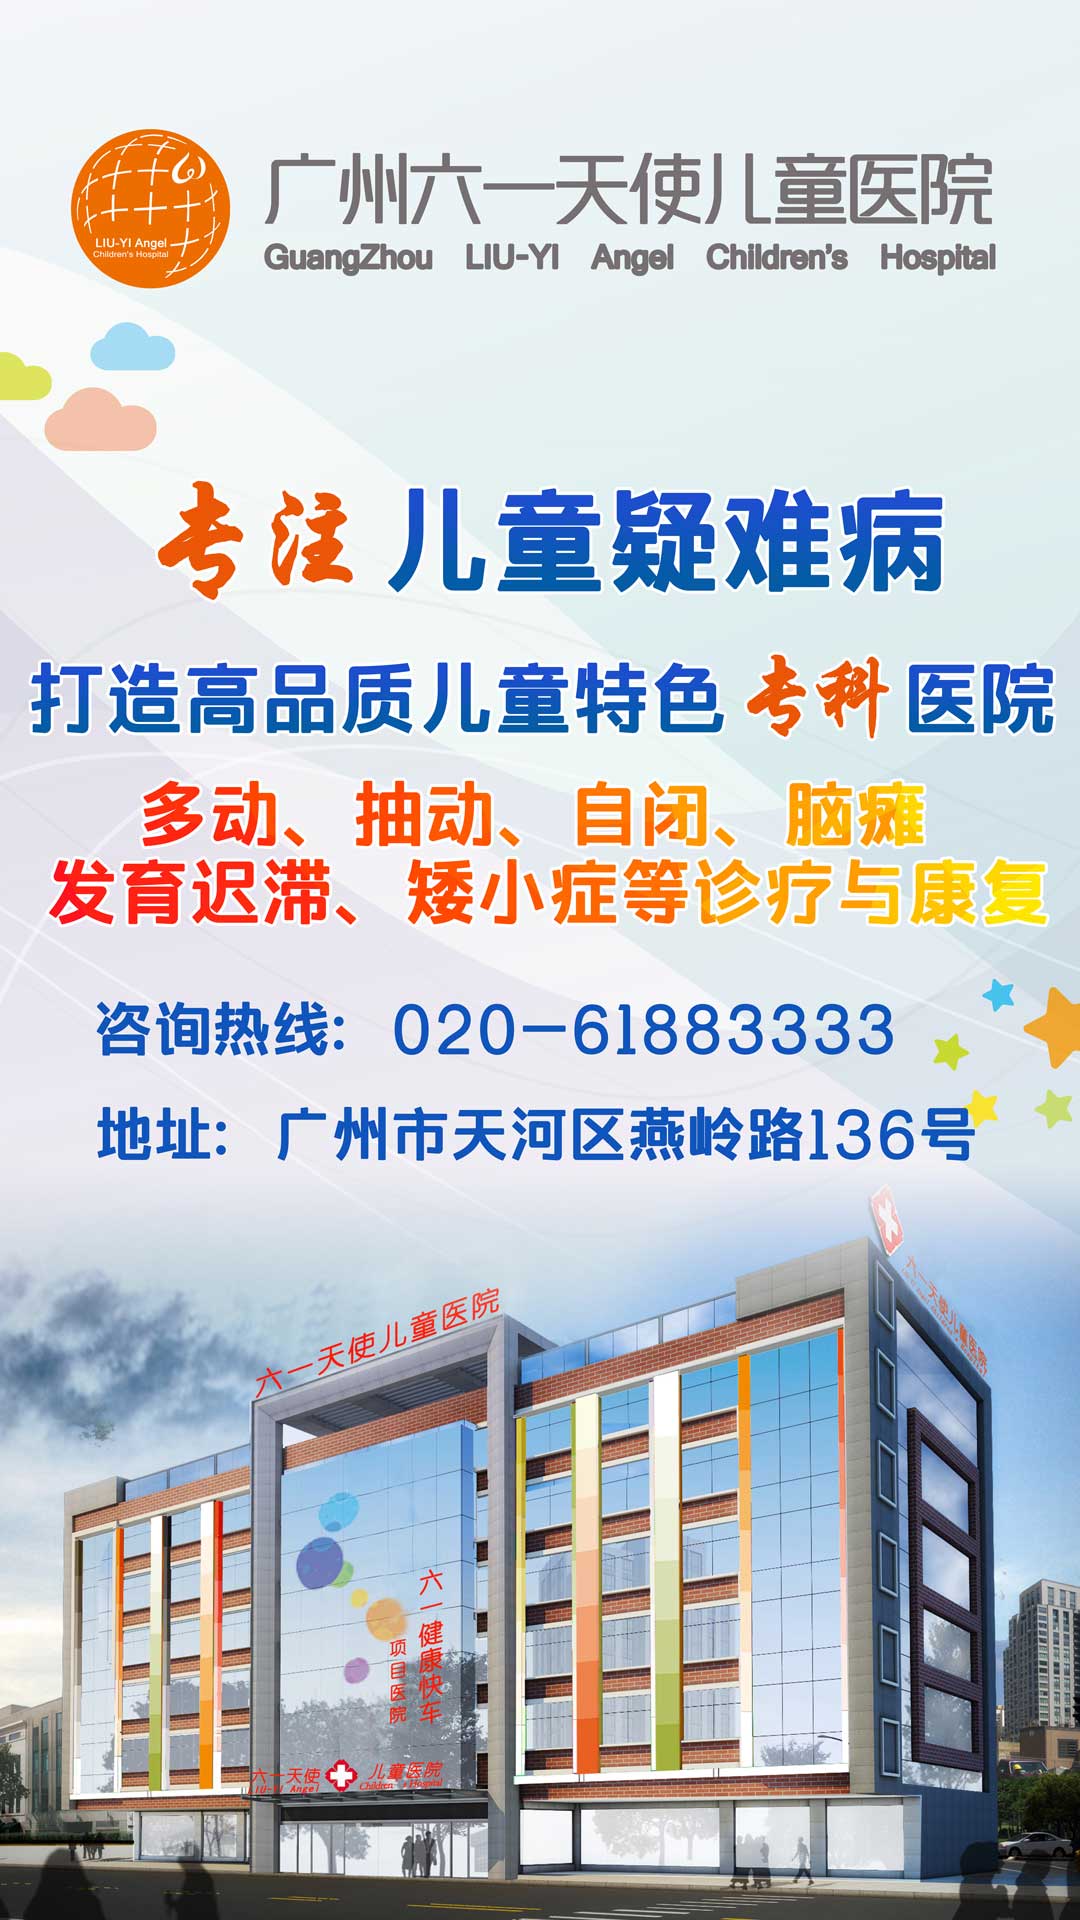 LIU-YI Angel
Children's Hospital
广州六一天使儿童医院
GuangZhou LIU-YI Angel Children's Hospital
专注儿童疑难病
打造高品质儿童特色专科医院
多动、抽动、自闭、脑瘫
发育迟滞、矮小症等诊疗与康复
咨询热线：020-61883333
地址：广州市天河区燕岭路136号
六一天使儿童医院
六一天使儿童医院
六一健康快车
项目医院
六一天使 儿童医院
LIU-YI Angel Children's Hospital